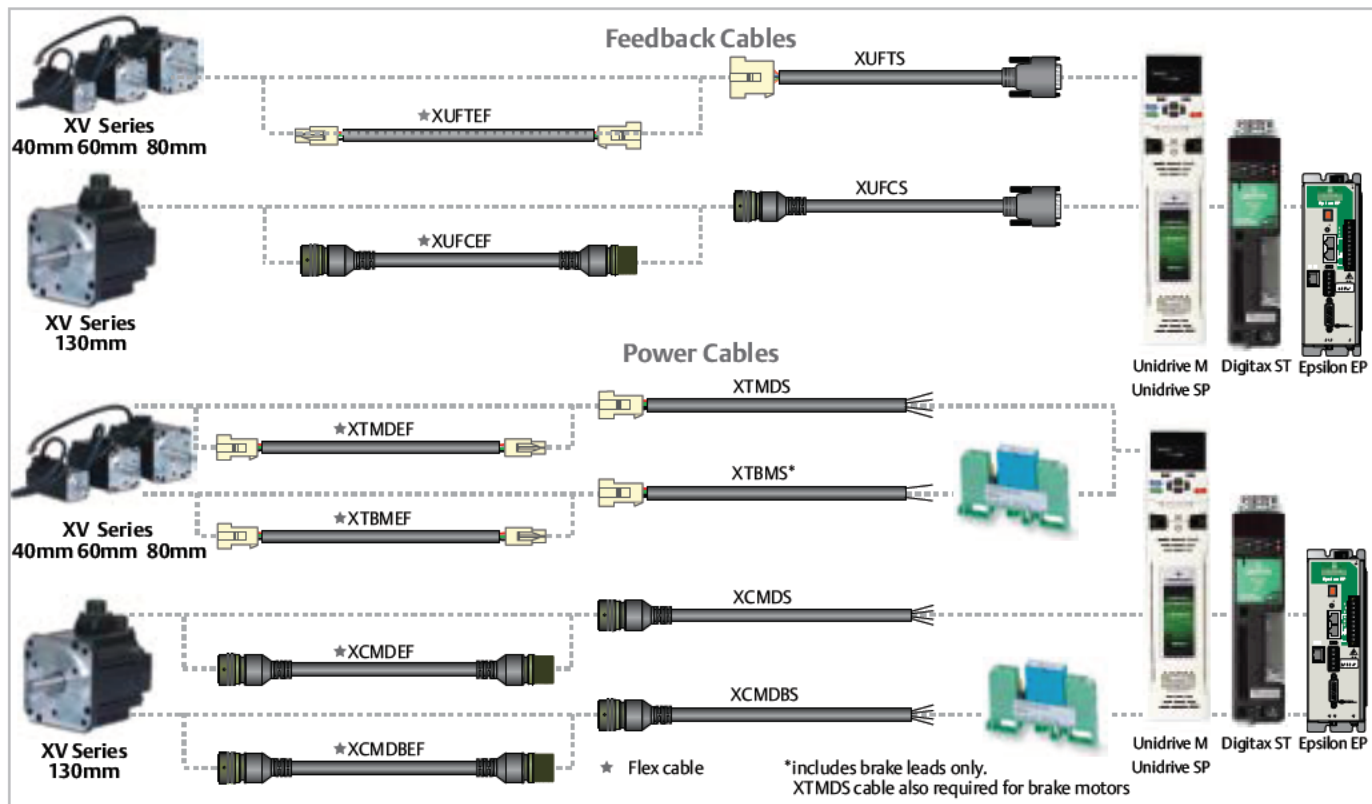 Feedback Cables
XUFTS
★XUFTEF
XV Series
40mm 60mm 80mm
XUFCS
★XUFCEF
XV Series
130mm
Unidrive M Digitax ST Epsilon EP
Unidrive SP
Power Cables
XTMDS
★XTMDEF
XTBMS*
★XTBMEF
XV Series
40mm 60mm 80mm
XCMDS
★XCMDEF
XCMDBS
★XCMDBEF
XV Series
130mm
Unidrive M Digitax ST Epsilon EP
Unidrive SP
★ Flex cable
*includes brake leads only.
XTMDS cable also required for brake motors